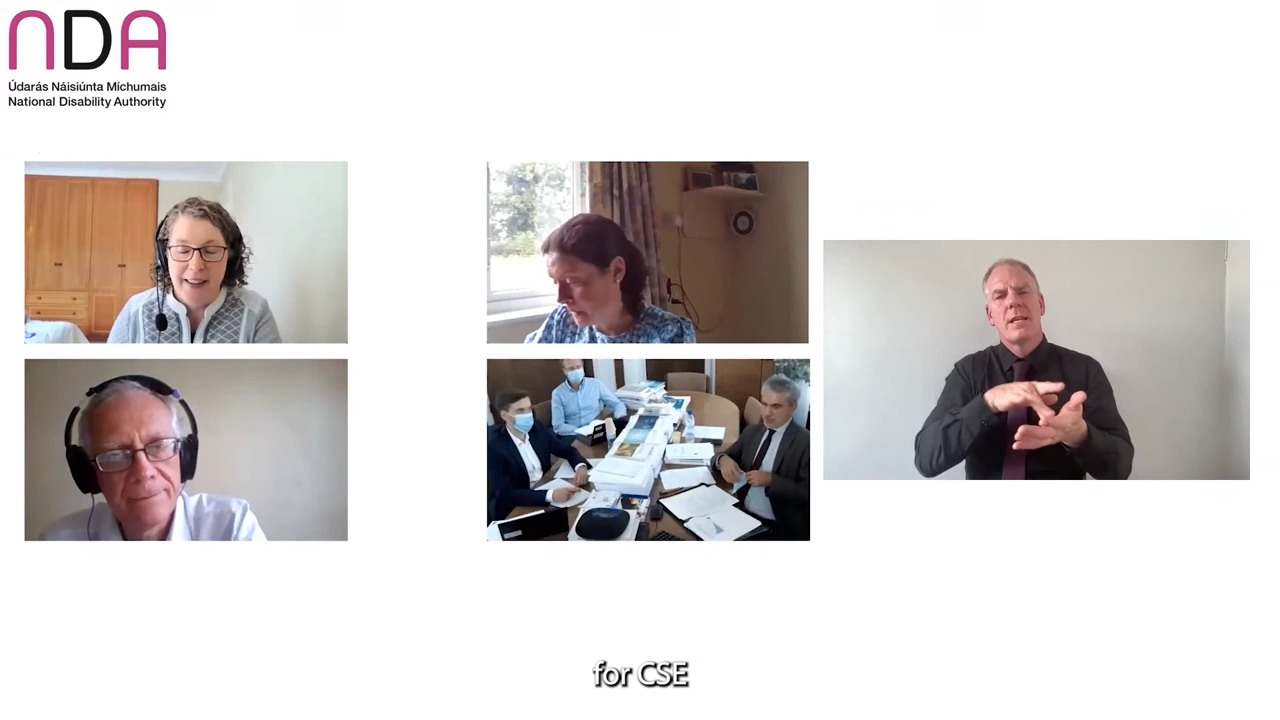 NDA
Údarás Náisiúnta Míchumais
National Disability Authority
for CSE